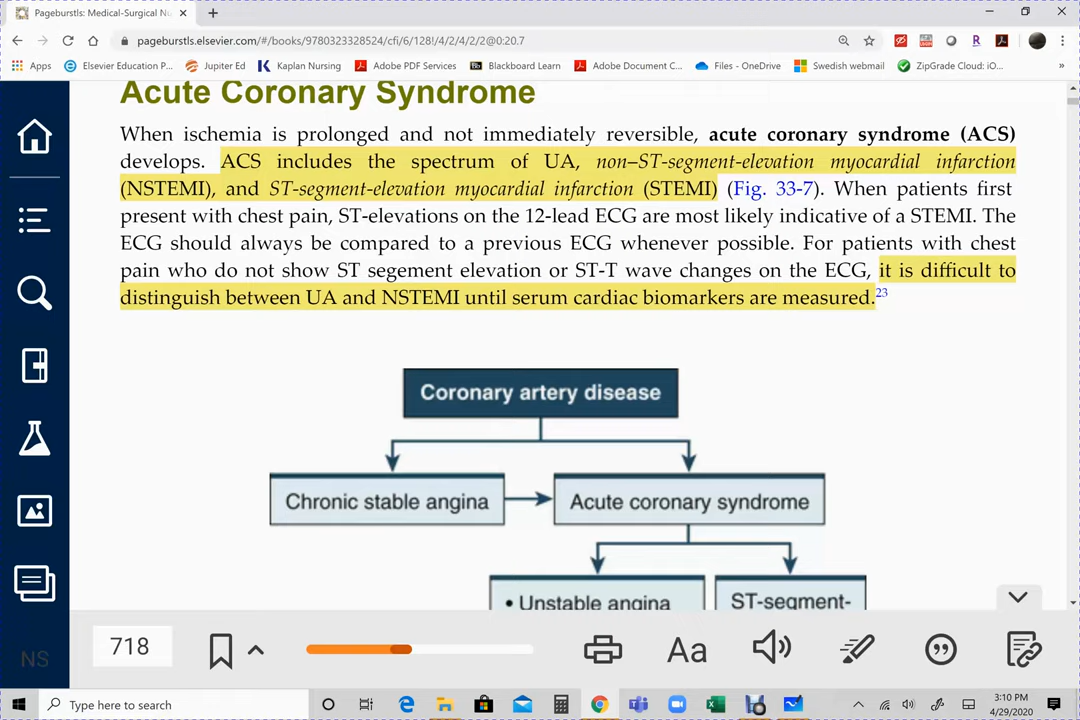 Pageburstls: Medical-Surgical Nu
pageburstls.elsevier.com/#/books/9780323328524/cfi/6/128!/4/2/4/2/2@0:20.7
Apps
Elsevier Education P...
Jupiter Ed
Kaplan Nursing
Adobe PDF Services
Blackboard Learn
Adobe Document C...
Files - OneDrive
Swedish webmail
ZipGrade Cloud: iO...
»
Acute Coronary Syndrome
When ischemia is prolonged and not immediately reversible, acute coronary syndrome (ACS)
develops. ACS includes the spectrum of UA, non–ST-segment-elevation myocardial infarction
(NSTEMI), and ST-segment-elevation myocardial infarction (STEMI) (Fig. 33-7). When patients first
present with chest pain, ST-elevations on the 12-lead ECG are most likely indicative of a STEMI. The
ECG should always be compared to a previous ECG whenever possible. For patients with chest
pain who do not show ST segement elevation or ST-T wave changes on the ECG, it is difficult to
distinguish between UA and NSTEMI until serum cardiac biomarkers are measured.23
Coronary artery disease
Chronic stable angina
Acute coronary syndrome
• Unstable angina
ST-segment-
NS
718
Aa
Type here to search
3:10 PM
4/29/2020